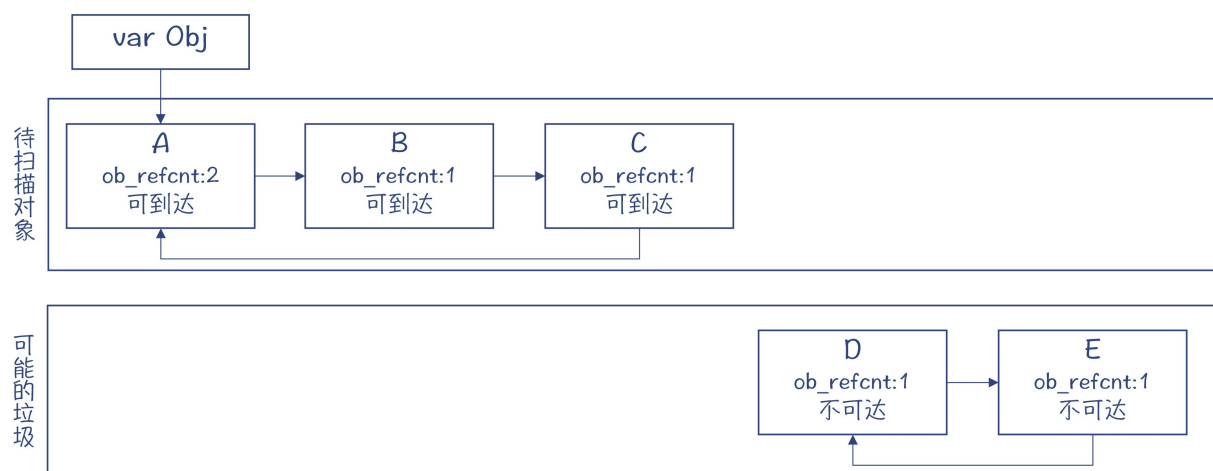 var Obj
待扫描对象
A
ob_refcnt:2
可到达
B
ob_refcnt:1
可到达
C
ob_refcnt:1
可到达
可能的垃圾
D
ob_refcnt:1
不可达
E
ob_refcnt:1
不可达